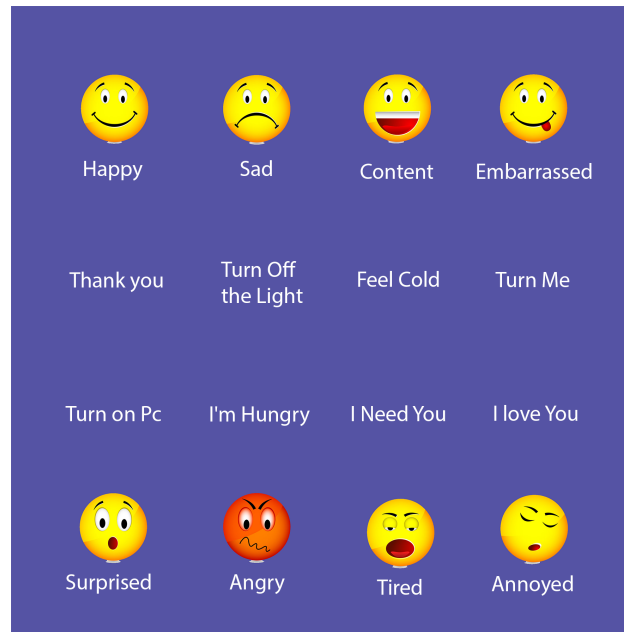 Happy
Sad
Content
Embarrassed
Thank you
Turn Off
the Light
Feel Cold
Turn Me
Turn on Pc
I'm Hungry
I Need You
I love You
Surprised
Angry
Tired
Annoyed